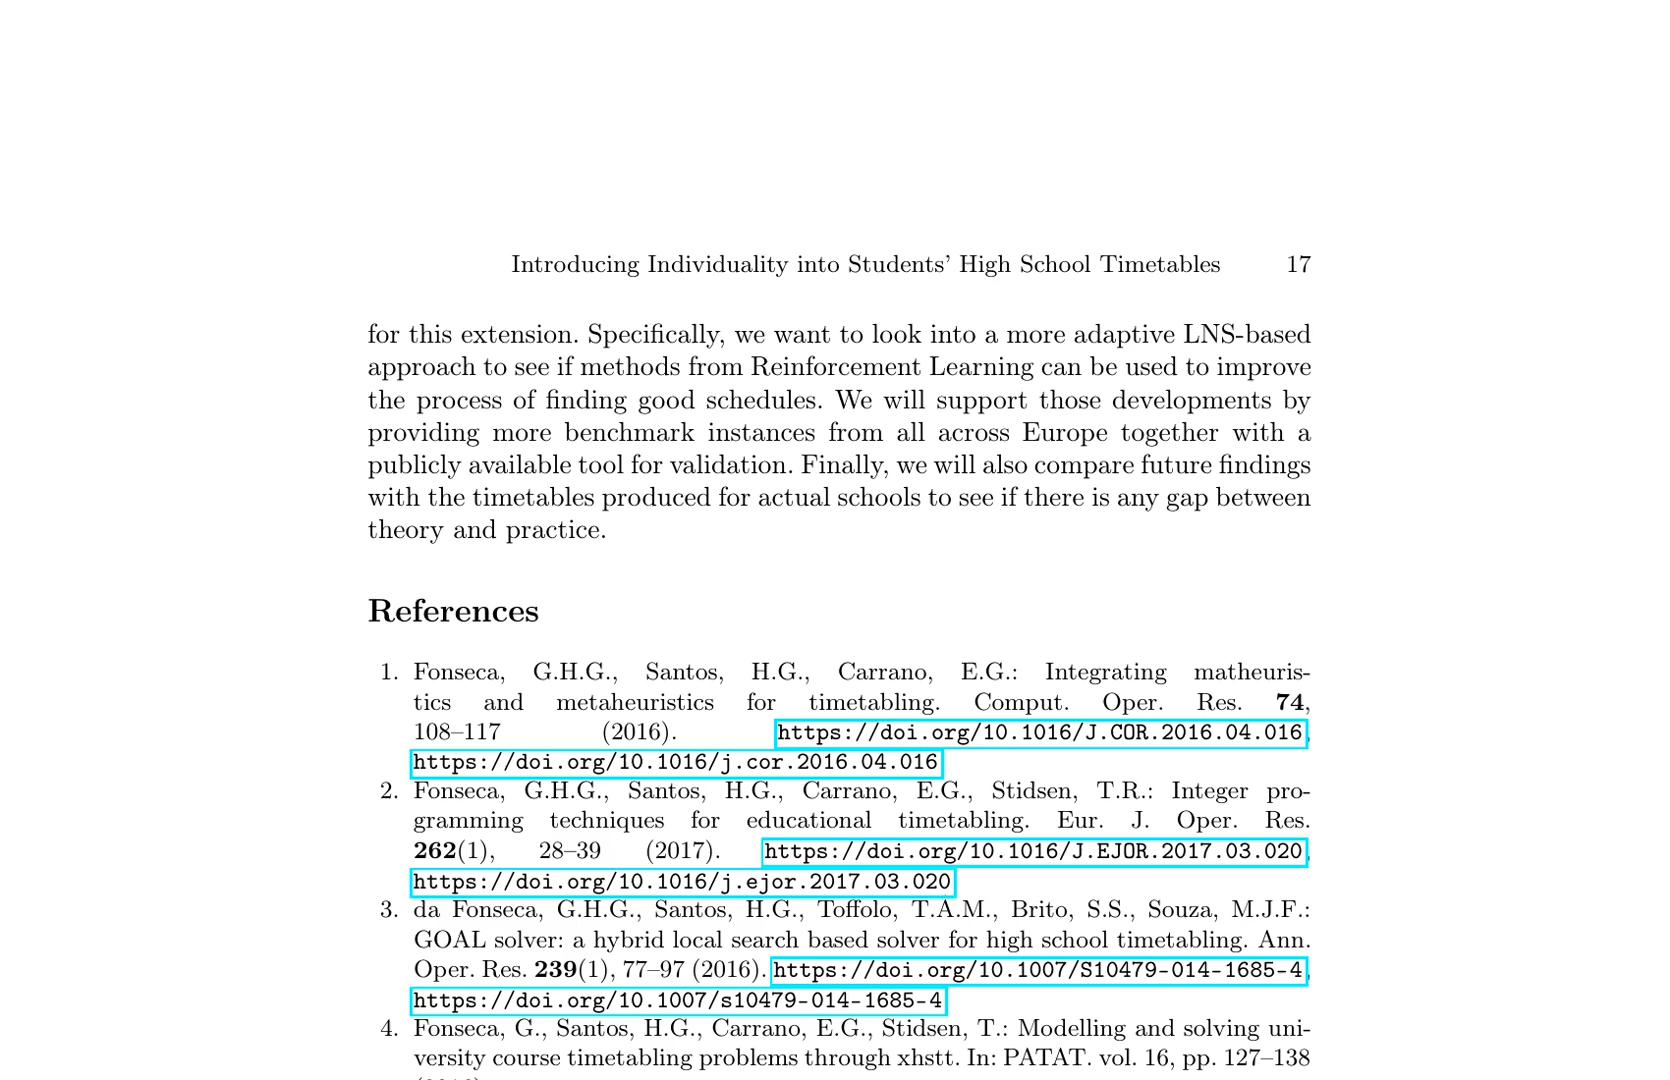 Introducing Individuality into Students' High School Timetables 17
for this extension. Specifically, we want to look into a more adaptive LNS-based
approach to see if methods from Reinforcement Learning can be used to improve
the process of finding good schedules. We will support those developments by
providing more benchmark instances from all across Europe together with a
publicly available tool for validation. Finally, we will also compare future findings
with the timetables produced for actual schools to see if there is any gap between
theory and practice.
References
1. Fonseca, G.H.G., Santos, H.G., Carrano, E.G.: Integrating matheuris-
tics and metaheuristics for timetabling. Comput. Oper. Res. 74,
108–117 (2016). https://doi.org/10.1016/J.COR.2016.04.016,
https://doi.org/10.1016/j.cor.2016.04.016
2. Fonseca, G.H.G., Santos, H.G., Carrano, E.G., Stidsen, T.R.: Integer pro-
gramming techniques for educational timetabling. Eur. J. Oper. Res.
262(1), 28–39 (2017). https://doi.org/10.1016/J.EJOR.2017.03.020,
https://doi.org/10.1016/j.ejor.2017.03.020
3. da Fonseca, G.H.G., Santos, H.G., Toffolo, T.A.M., Brito, S.S., Souza, M.J.F.:
GOAL solver: a hybrid local search based solver for high school timetabling. Ann.
Oper. Res. 239(1), 77–97 (2016). https://doi.org/10.1007/S10479-014-1685-4,
https://doi.org/10.1007/s10479-014-1685-4
4. Fonseca, G., Santos, H.G., Carrano, E.G., Stidsen, T.: Modelling and solving uni-
versity course timetabling problems through xhstt. In: PATAT. vol. 16, pp. 127–138